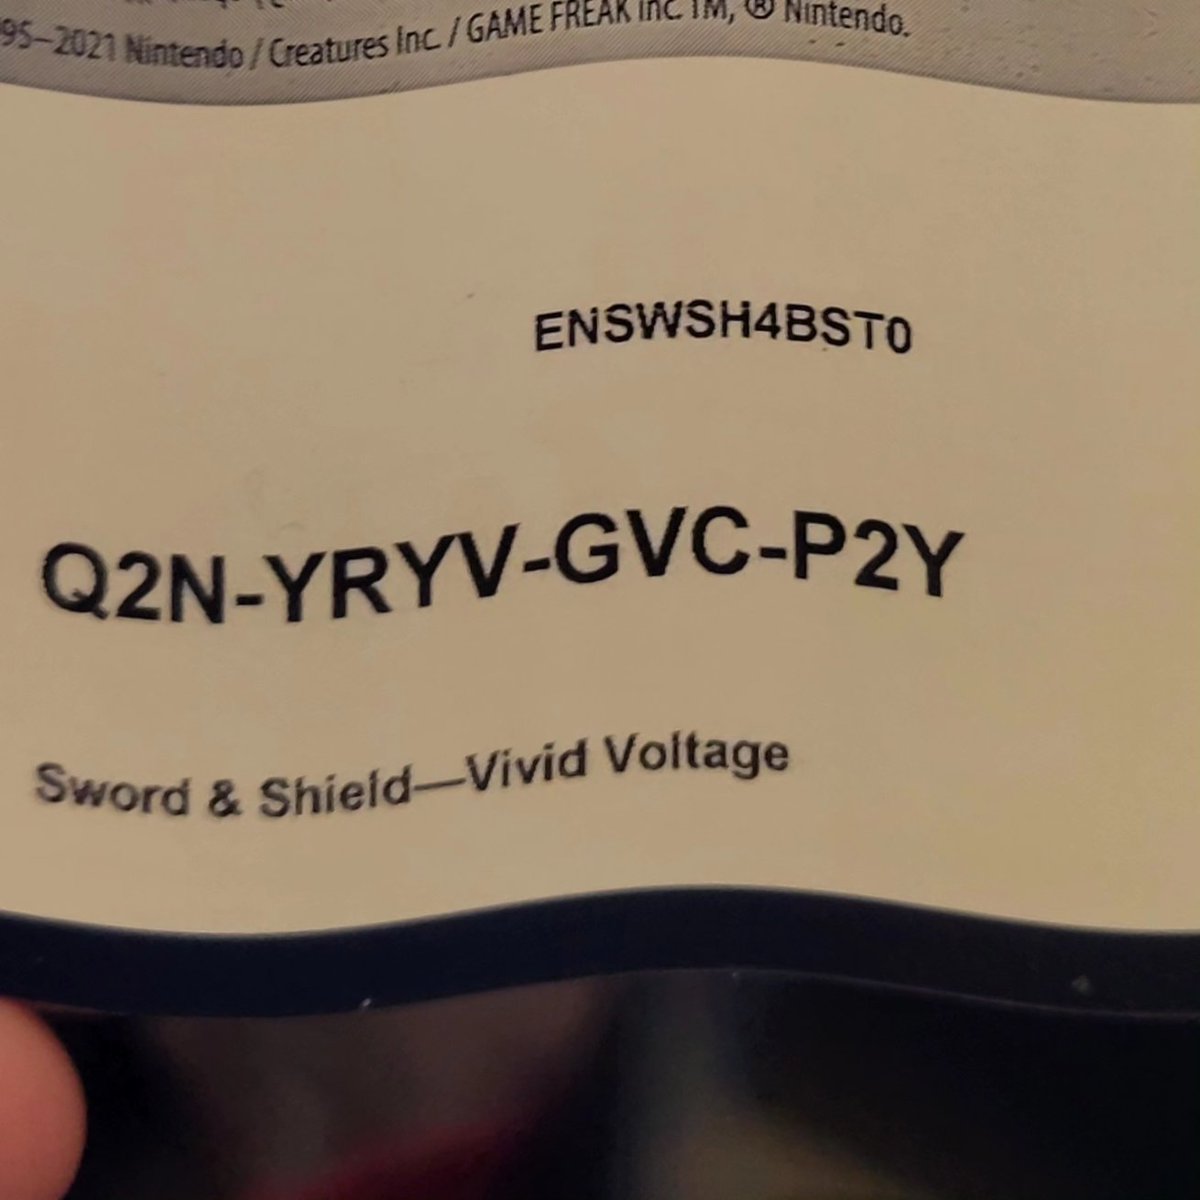 95–2021 Nintendo / Creatures Inc. / GAME FREAK inc. TM, ® Nintendo.
ENSWSH4BST0
Q2N-YRYV-GVC-P2Y
Sword & Shield—Vivid Voltage